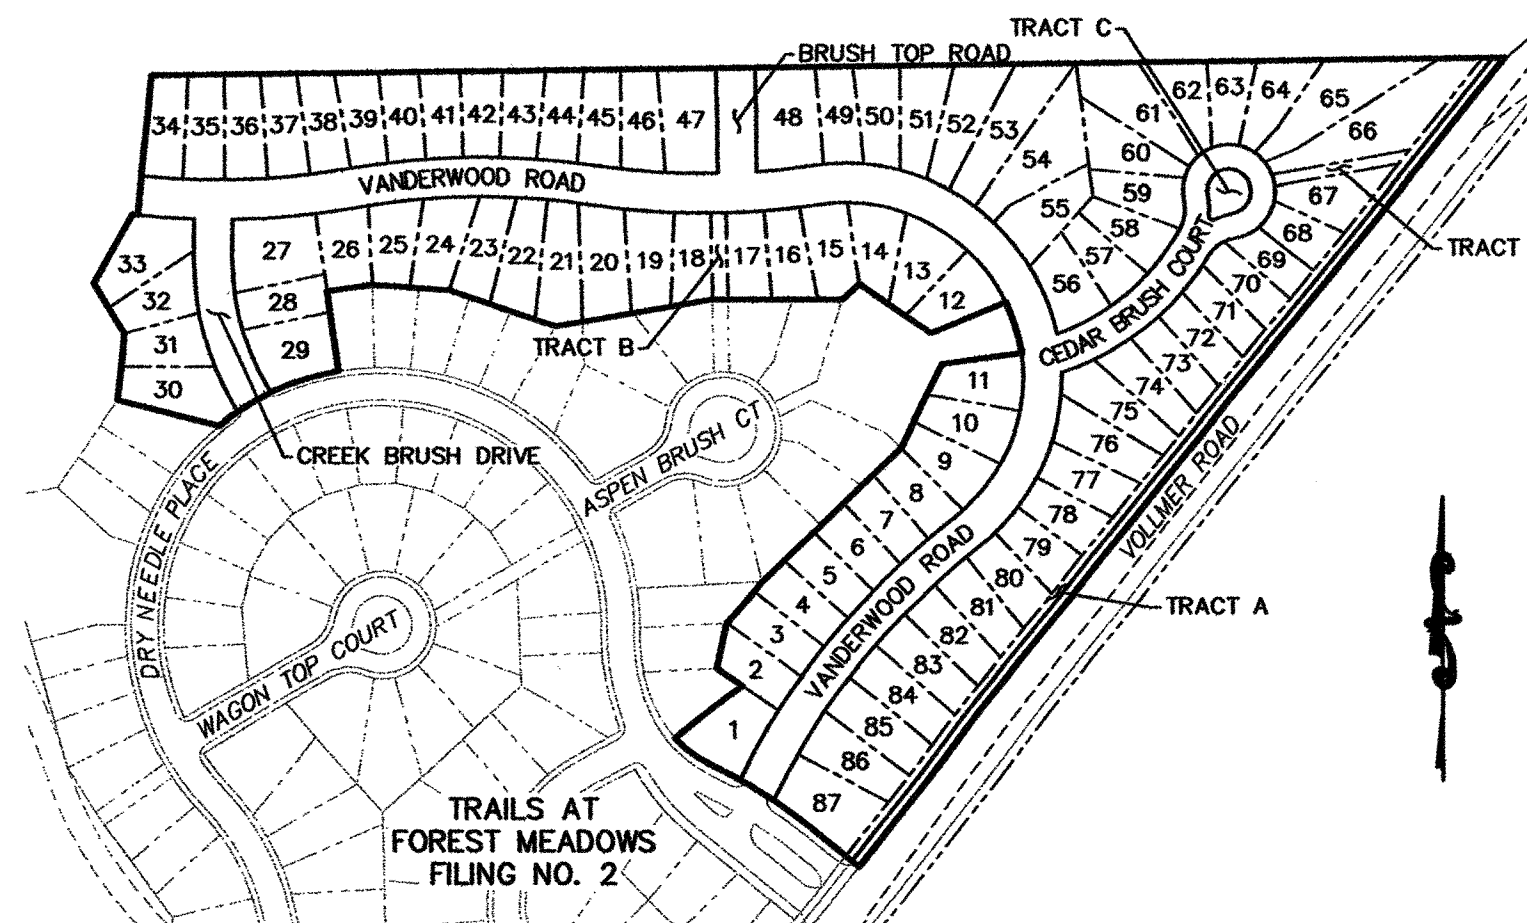 TRACT C
BRUSH TOP ROAD
34 35 36 37 38 39 40 41 42 43 44 45 46 47 48 49 50 51 52 53
54
61 62 63 64 65
66
60
59
58
57
55
56
67
68
69
70
71
72
73
74
75
76
77
78
79
80
81
82
83
84
85
86
87
VANDERWOOD ROAD
CEDAR BRUSH COURT
TRACT
33
32
31
30
27
28
29
26 25 24 23 22 21 20 19 18 17 16 15 14 13
12
TRACT B
11
10
9
8
7
6
5
4
3
2
1
CREEK BRUSH DRIVE
ASPEN BRUSH CT
DRY NEEDLE PLACE
WAGON TOP COURT
VANDERWOOD ROAD
VOLLMER ROAD
TRACT A
TRAILS AT
FOREST MEADOWS
FILING NO. 2